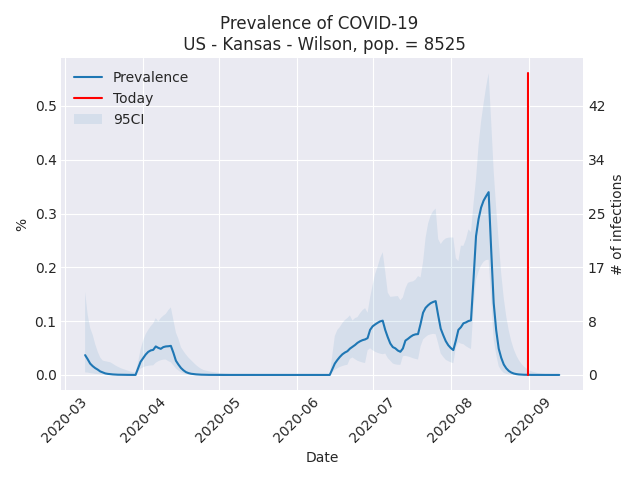 Prevalence of COVID-19
US - Kansas - Wilson, pop. = 8525
Prevalence
Today
95CI
0.5
0.4
0.3
0.2
0.1
0.0
%
42
34
25
17
8
0
# of infections
2020-03
2020-04
2020-05
2020-06
2020-07
2020-08
2020-09
Date